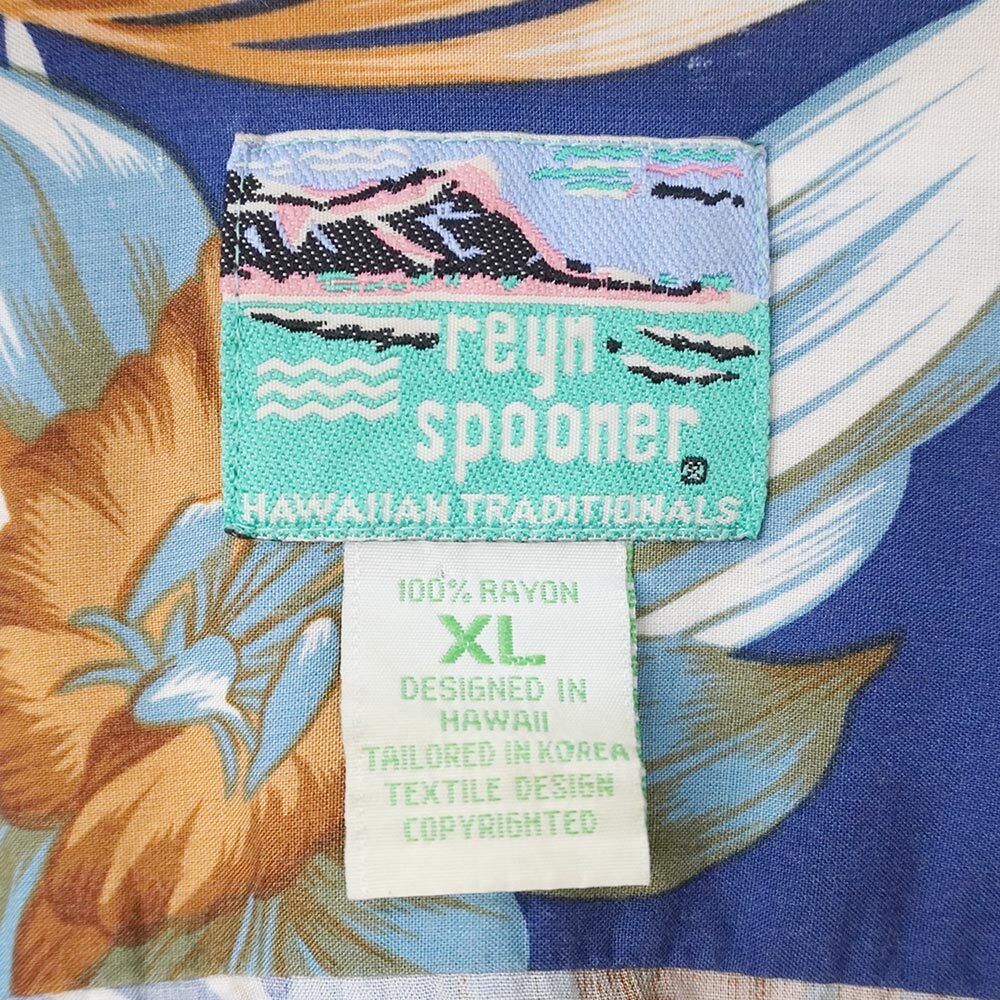 reyn
spooner®
HAWAIIAN TRADITIONALS
100% RAYON
XL
DESIGNED IN
HAWAII
TAILORED IN KOREA
TEXTILE DESIGN
COPYRIGHTED